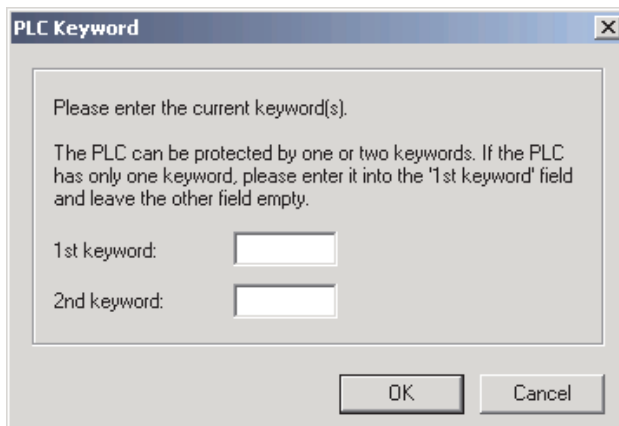 PLC Keyword
Please enter the current keyword(s).
The PLC can be protected by one or two keywords. If the PLC
has only one keyword, please enter it into the '1st keyword' field
and leave the other field empty.
1st keyword:
2nd keyword:
OK Cancel